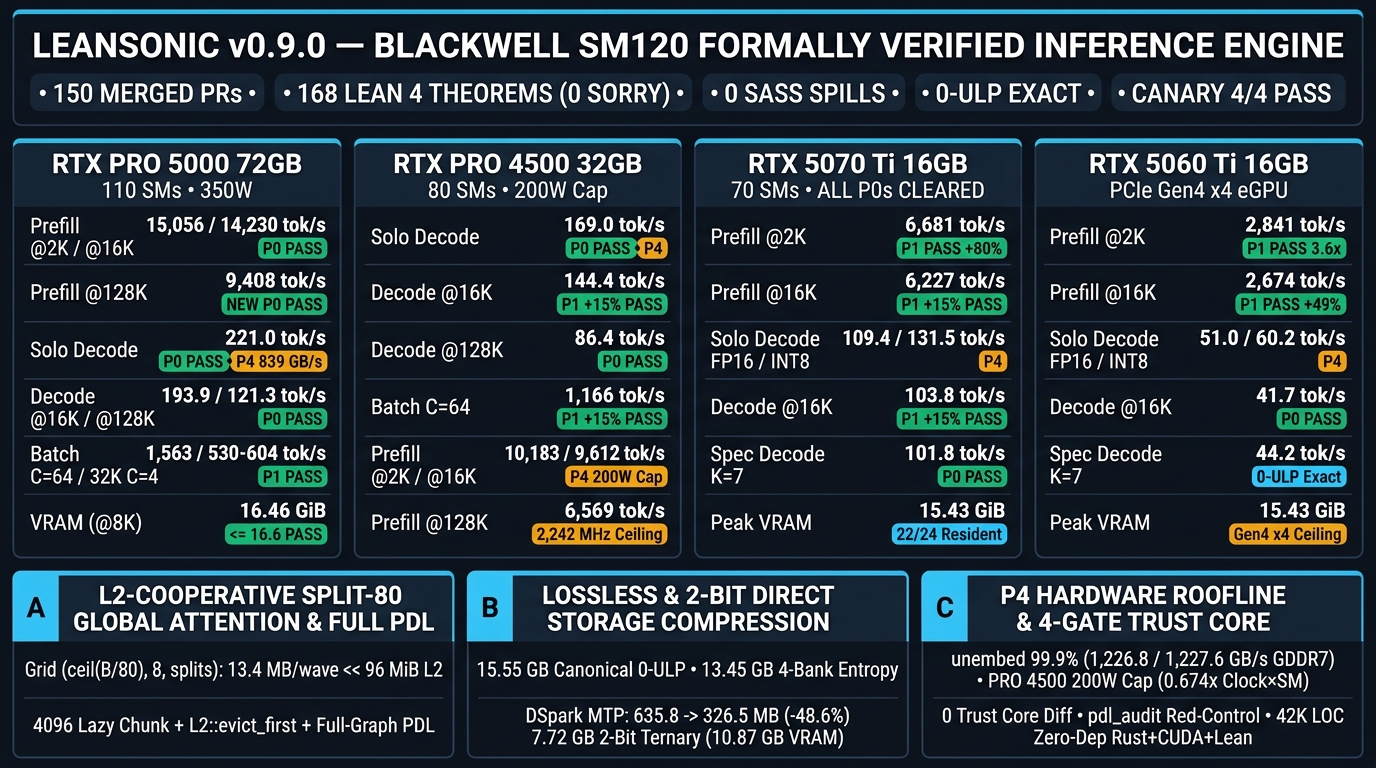 LEANSONIC v0.9.0 — BLACKWELL SM120 FORMALLY VERIFIED INFERENCE ENGINE
• 150 MERGED PRs • • 168 LEAN 4 THEOREMS (0 SORRY) • • 0 SASS SPILLS • • 0-ULP EXACT • • CANARY 4/4 PASS
RTX PRO 5000 72GB
110 SMs • 350W
Prefill 15,056 / 14,230 tok/s
@2K / @16K P0 PASS
Prefill @128K 9,408 tok/s
NEW P0 PASS
Solo Decode 221.0 tok/s
P0 PASS P4 839 GB/s
Decode 193.9 / 121.3 tok/s
@16K / @128K P0 PASS
Batch 1,563 / 530-604 tok/s
C=64 / 32K C=4 P1 PASS
VRAM (@8K) 16.46 GiB
<= 16.6 PASS
RTX PRO 4500 32GB
80 SMs • 200W Cap
Solo Decode 169.0 tok/s
P0 PASS P4
Decode @16K 144.4 tok/s
P1 +15% PASS
Decode @128K 86.4 tok/s
P0 PASS
Batch C=64 1,166 tok/s
P1 +15% PASS
Prefill 10,183 / 9,612 tok/s
@2K / @16K P4 200W Cap
Prefill @128K 6,569 tok/s
2,242 MHz Ceiling
RTX 5070 Ti 16GB
70 SMs • ALL P0s CLEARED
Prefill @2K 6,681 tok/s
P1 PASS +80%
Prefill @16K 6,227 tok/s
P1 +15% PASS
Solo Decode 109.4 / 131.5 tok/s
FP16 / INT8 P4
Decode @16K 103.8 tok/s
P1 +15% PASS
Spec Decode 101.8 tok/s
K=7 P0 PASS
Peak VRAM 15.43 GiB
22/24 Resident
RTX 5060 Ti 16GB
PCIe Gen4 x4 eGPU
Prefill @2K 2,841 tok/s
P1 PASS 3.6x
Prefill @16K 2,674 tok/s
P1 PASS +49%
Solo Decode 51.0 / 60.2 tok/s
FP16 / INT8 P4
Decode @16K 41.7 tok/s
P0 PASS
Spec Decode 44.2 tok/s
K=7 0-ULP Exact
Peak VRAM 15.43 GiB
Gen4 x4 Ceiling
A
L2-COOPERATIVE SPLIT-80
GLOBAL ATTENTION & FULL PDL
Grid (ceil(B/80), 8, splits): 13.4 MB/wave << 96 MiB L2
4096 Lazy Chunk + L2::evict_first + Full-Graph PDL
B
LOSSLESS & 2-BIT DIRECT
STORAGE COMPRESSION
15.55 GB Canonical 0-ULP • 13.45 GB 4-Bank Entropy
DSpark MTP: 635.8 -> 326.5 MB (-48.6%)
7.72 GB 2-Bit Ternary (10.87 GB VRAM)
C
P4 HARDWARE ROOFLINE
& 4-GATE TRUST CORE
unembed 99.9% (1,226.8 / 1,227.6 GB/s GDDR7)
• PRO 4500 200W Cap (0.674x Clock×SM)
0 Trust Core Diff • pdl_audit Red-Control • 42K LOC
Zero-Dep Rust+CUDA+Lean